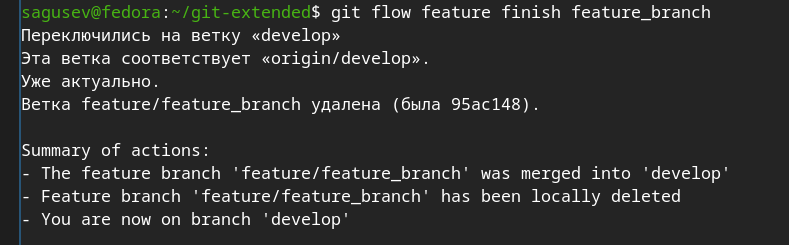 sagusev@fedora:~/git-extended$ git flow feature finish feature_branch
Переключились на ветку «develop»
Эта ветка соответствует «origin/develop».
Уже актуально.
Ветка feature/feature_branch удалена (была 95ac148).
Summary of actions:
- The feature branch 'feature/feature_branch' was merged into 'develop'
- Feature branch 'feature/feature_branch' has been locally deleted
- You are now on branch 'develop'